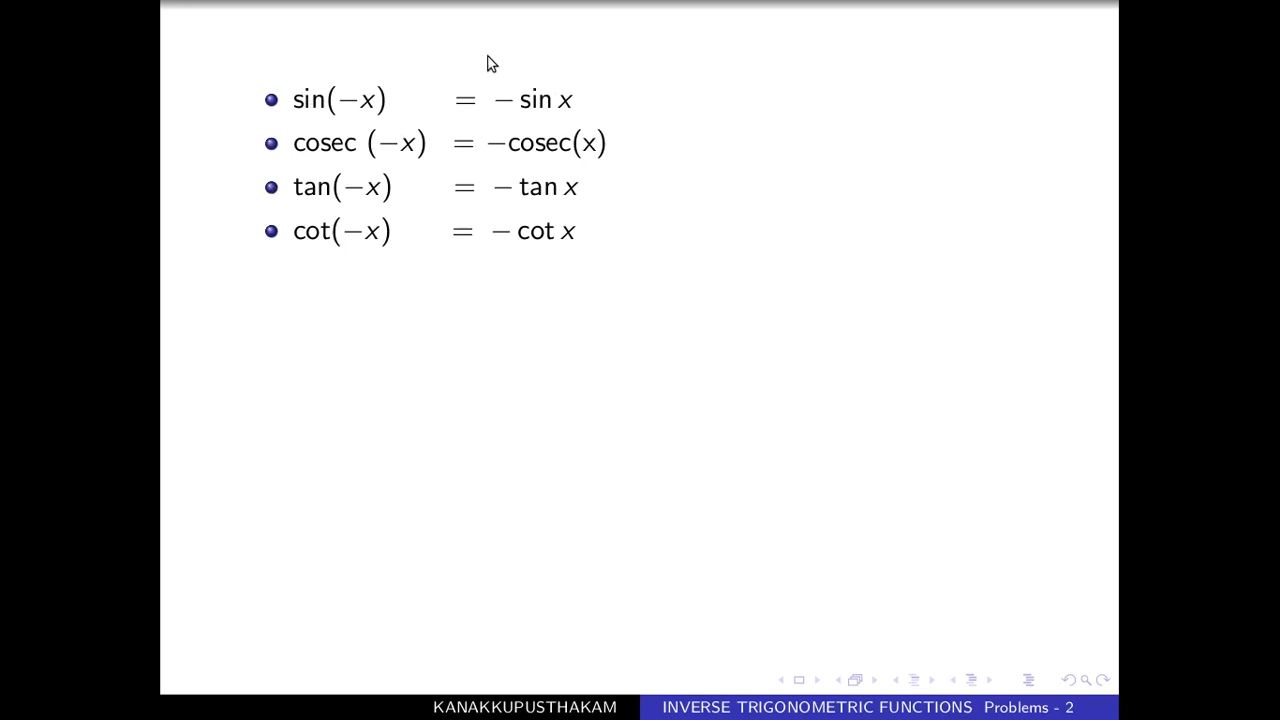 sin(−x) = − sin x
cosec (−x) = −cosec(x)
tan(−x) = − tan x
cot(−x) = − cot x
KANAKKUPUSTHAKAM INVERSE TRIGONOMETRIC FUNCTIONS Problems - 2